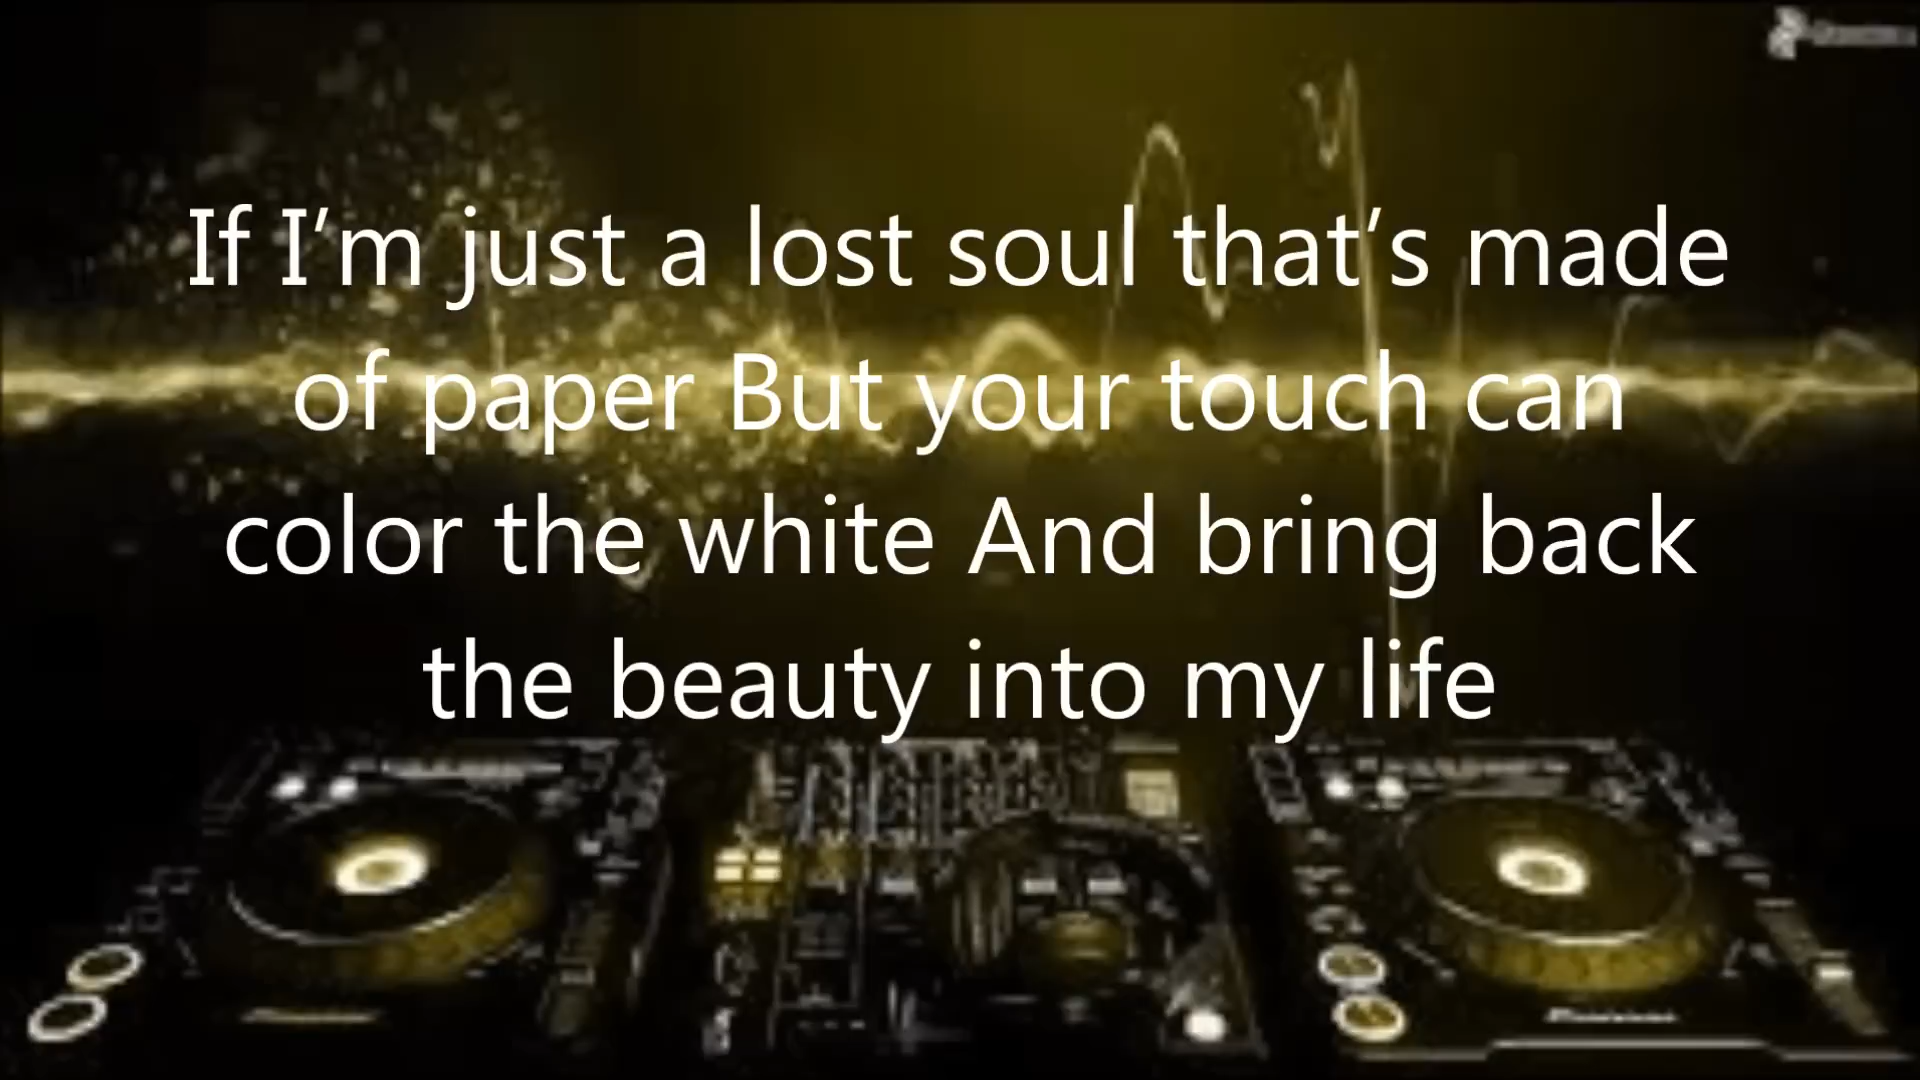 If I’m just a lost soul that’s made
of paper But your touch can
color the white And bring back
the beauty into my life